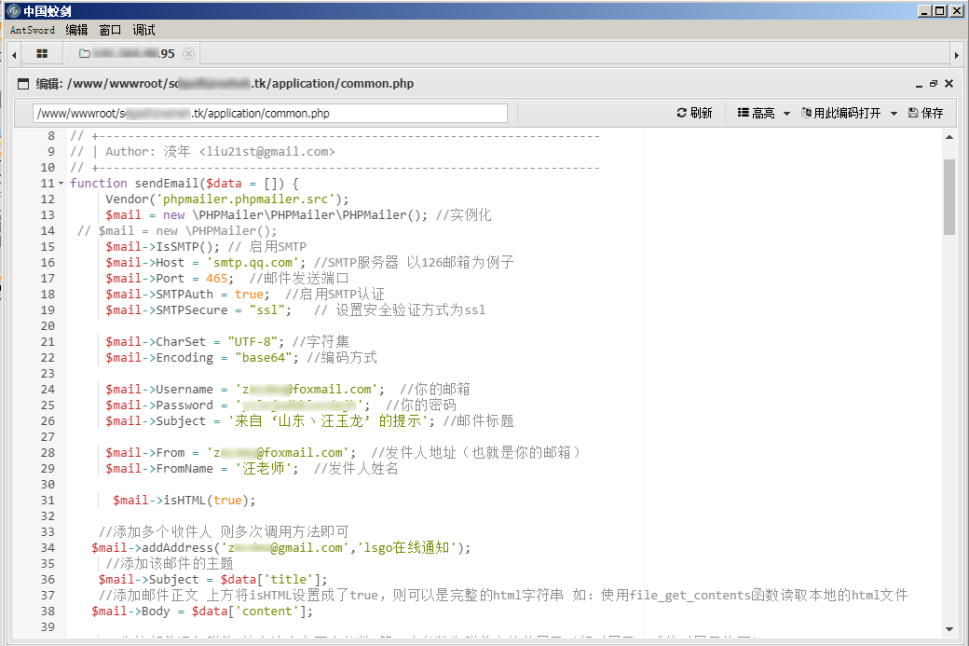 中国蚁剑
AntSword 编辑 窗口 调试
.95
编辑: /www/wwwroot/s .tk/application/common.php
/www/wwwroot/s .tk/application/common.php 刷新 高亮 用此编码打开 保存
8 // +----------------------------------------------------------------------
9 // | Author: 流年 <liu21st@gmail.com>
10 // +----------------------------------------------------------------------
11 function sendEmail($data = []) {
12 Vendor('phpmailer.phpmailer.src');
13 $mail = new \PHPMailer\PHPMailer\PHPMailer(); //实例化
14 // $mail = new \PHPMailer();
15 $mail->IsSMTP(); // 启用SMTP
16 $mail->Host = 'smtp.qq.com'; //SMTP服务器 以126邮箱为例子
17 $mail->Port = 465; //邮件发送端口
18 $mail->SMTPAuth = true; //启用SMTP认证
19 $mail->SMTPSecure = "ssl"; // 设置安全验证方式为ssl
20
21 $mail->CharSet = "UTF-8"; //字符集
22 $mail->Encoding = "base64"; //编码方式
23
24 $mail->Username = 'z @foxmail.com'; //你的邮箱
25 $mail->Password = ' '; //你的密码
26 $mail->Subject = '来自‘山东丶汪玉龙’的提示'; //邮件标题
27
28 $mail->From = 'z @foxmail.com'; //发件人地址（也就是你的邮箱）
29 $mail->FromName = '汪老师'; //发件人姓名
30
31 $mail->isHTML(true);
32
33 //添加多个收件人 则多次调用方法即可
34 $mail->addAddress('z @gmail.com','lsgo在线通知');
35 //添加该邮件的主题
36 $mail->Subject = $data['title'];
37 //添加邮件正文 上方将isHTML设置成了true，则可以是完整的html字符串 如：使用file_get_contents函数读取本地的html文件
38 $mail->Body = $data['content'];
39